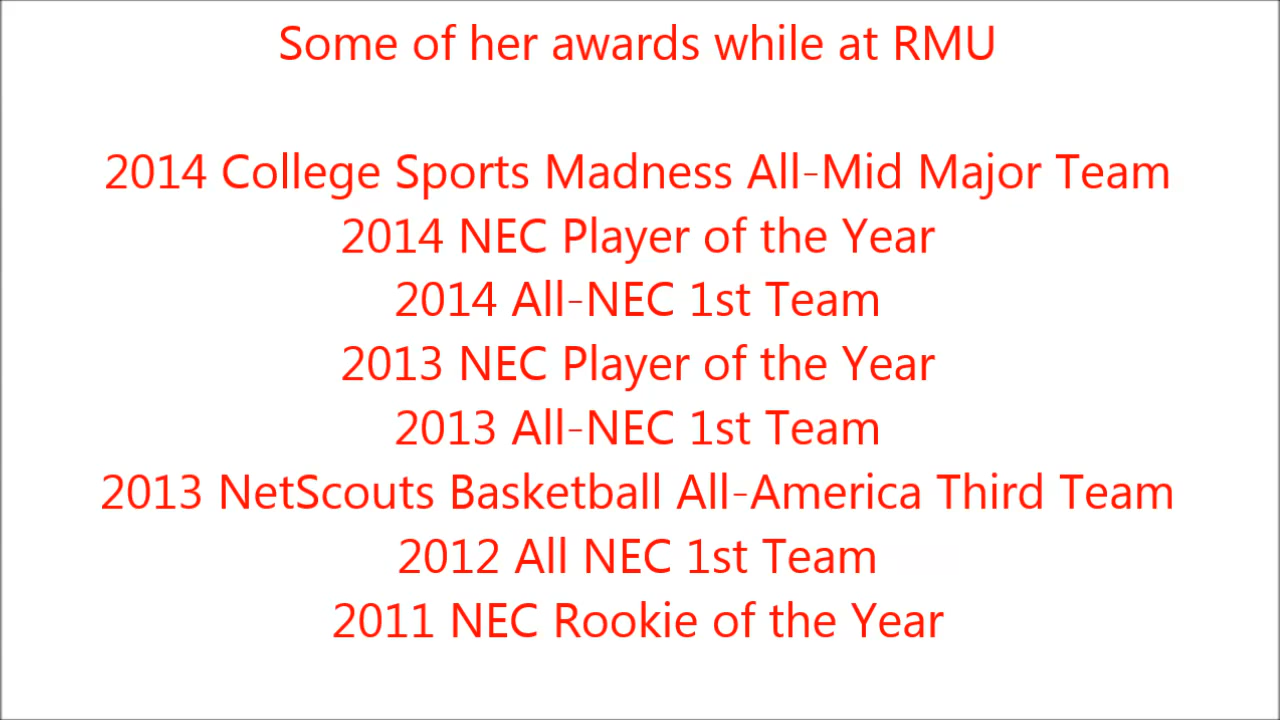 Some of her awards while at RMU
2014 College Sports Madness All-Mid Major Team
2014 NEC Player of the Year
2014 All-NEC 1st Team
2013 NEC Player of the Year
2013 All-NEC 1st Team
2013 NetScouts Basketball All-America Third Team
2012 All NEC 1st Team
2011 NEC Rookie of the Year